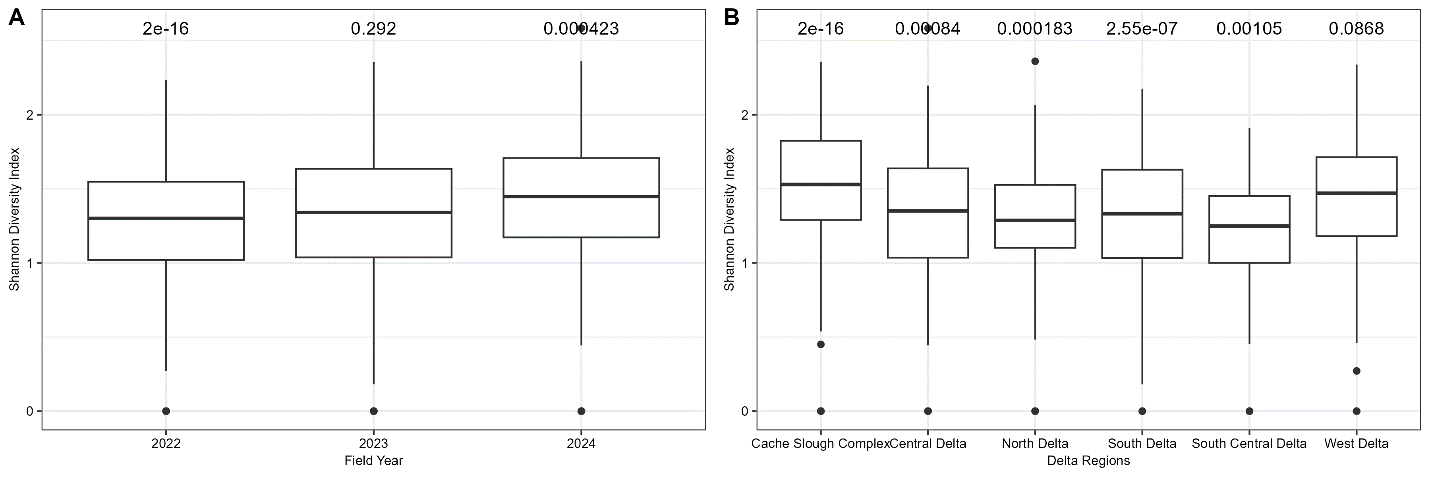 A
2e-16 0.292 0.000423
2
1
0
Shannon Diversity Index
2022 2023 2024
Field Year
B
2e-16 0.00084 0.000183 2.55e-07 0.00105 0.0868
2
1
0
Shannon Diversity Index
Cache Slough Complex Central Delta North Delta South Delta South Central Delta West Delta
Delta Regions